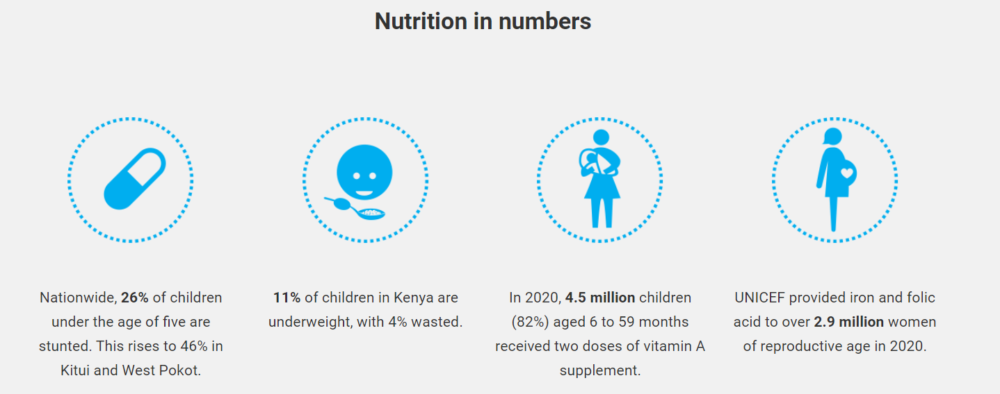 Nutrition in numbers
Nationwide, 26% of children
under the age of five are
stunted. This rises to 46% in
Kitui and West Pokot.
11% of children in Kenya are
underweight, with 4% wasted.
In 2020, 4.5 million children
(82%) aged 6 to 59 months
received two doses of vitamin A
supplement.
UNICEF provided iron and folic
acid to over 2.9 million women
of reproductive age in 2020.